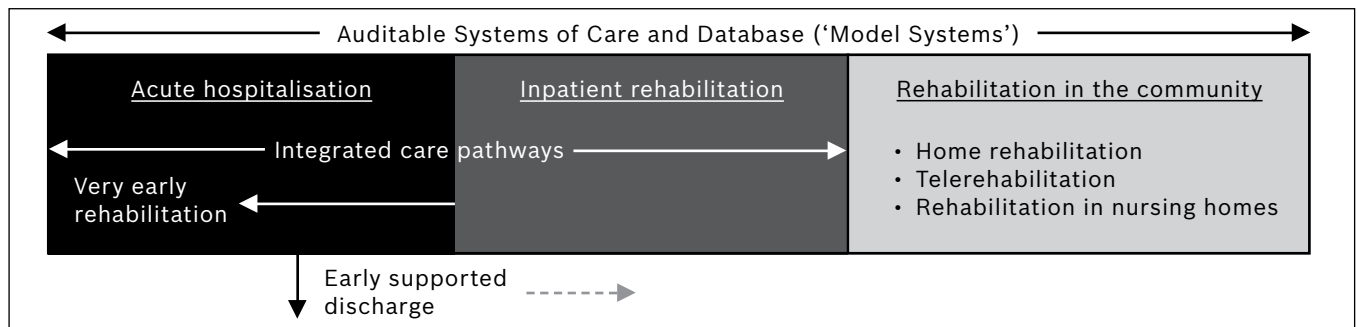 Auditable Systems of Care and Database (‘Model Systems’)
Acute hospitalisation
Inpatient rehabilitation
Rehabilitation in the community
Integrated care pathways
Very early
rehabilitation
• Home rehabilitation
• Telerehabilitation
• Rehabilitation in nursing homes
Early supported
discharge